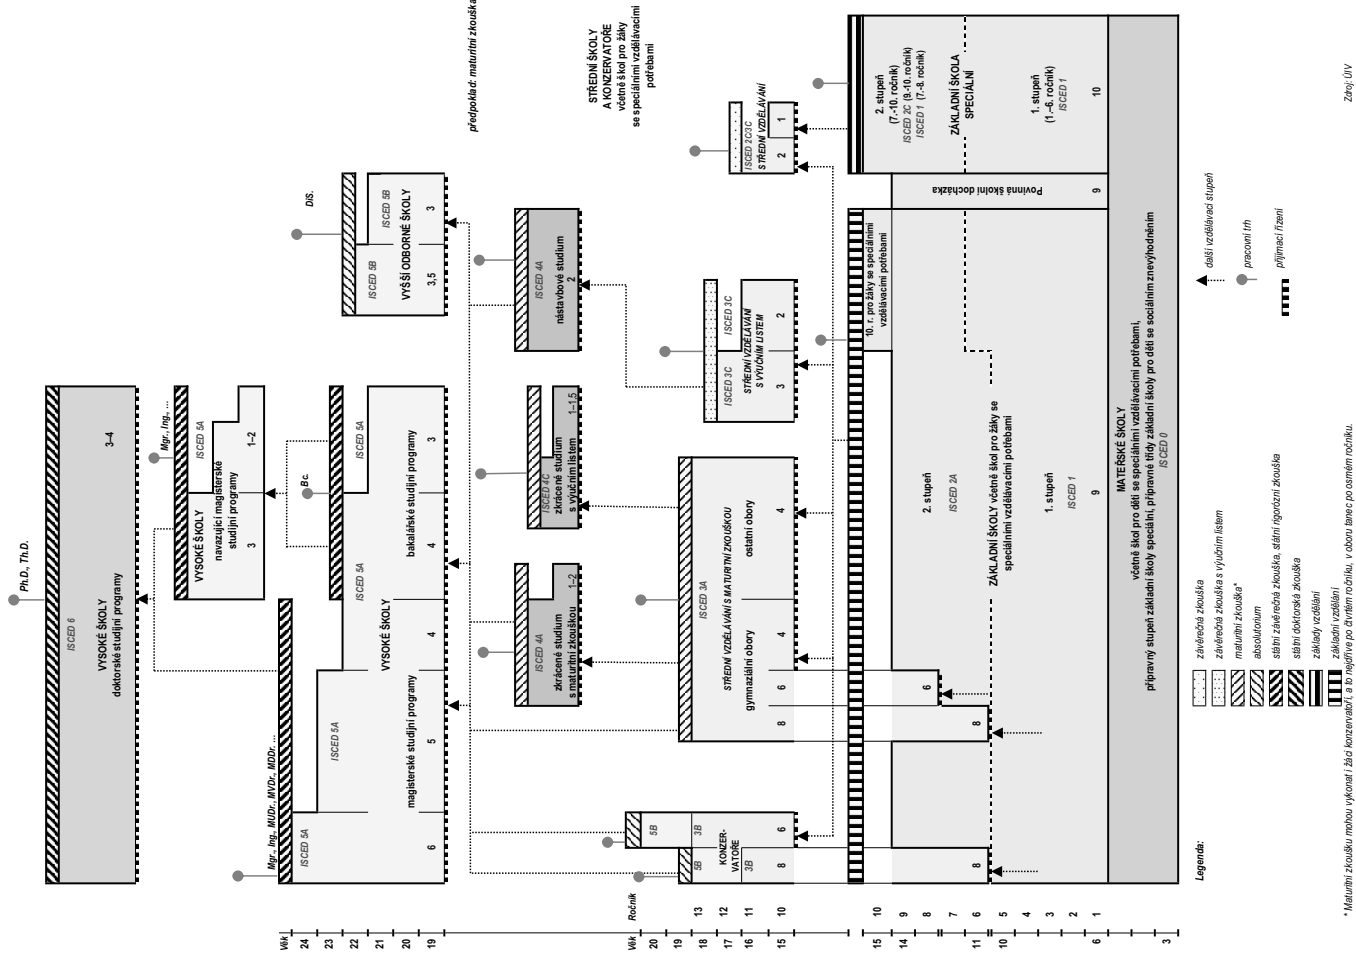 Ph.D., Th.D.
ISCED 6
VYSOKÉ ŠKOLY
doktorské studijní programy
3–4
Mgr., Ing., ...
ISCED 5A
VYSOKÉ ŠKOLY
navazující magisterské
studijní programy
3
1–2
Mgr., Ing., MUDr., MVDr., MDDr. ...
ISCED 5A
ISCED 5A
ISCED 5A
ISCED 5A
Bc.
VYSOKÉ ŠKOLY
magisterské studijní programy
bakalářské studijní programy
6
5
4
4
3
DiS.
ISCED 5B
ISCED 5B
VYŠŠÍ ODBORNÉ ŠKOLY
3,5
3
předpoklad: maturitní zkouška
ISCED 4A
zkrácené studium
s maturitní zkouškou
1–2
ISCED 4C
zkrácené studium
s výučním listem
1–1,5
ISCED 4A
nástavbové studium
2
STŘEDNÍ ŠKOLY
A KONZERVATOŘE
včetně škol pro žáky
se speciálními vzdělávacími
potřebami
5B
5B
3B
3B
KONZER-
VATOŘE
8
6
ISCED 3A
STŘEDNÍ VZDĚLÁVÁNÍ S MATURITNÍ ZKOUŠKOU
gymnaziální obory
ostatní obory
8
6
4
4
ISCED 3C
ISCED 3C
STŘEDNÍ VZDĚLÁVÁNÍ
S VÝUČNÍM LISTEM
3
2
ISCED 2C/3C
STŘEDNÍ VZDĚLÁVÁNÍ
2
1
8
8
6
10. r. pro žáky se speciálními
vzdělávacími potřebami
2. stupeň
ISCED 2A
ZÁKLADNÍ ŠKOLY včetně škol pro žáky se
speciálními vzdělávacími potřebami
1. stupeň
ISCED 1
9
Povinná školní docházka
9
2. stupeň
(7.-10. ročník)
ISCED 2C (9.-10. ročník)
ISCED 1 (7.-8. ročník)
ZÁKLADNÍ ŠKOLA
SPECIÁLNÍ
1. stupeň
(1.–6. ročník)
ISCED 1
10
MATEŘSKÉ ŠKOLY
včetně škol pro děti se speciálními vzdělávacími potřebami,
přípravný stupeň základní školy speciální, přípravné třídy základní školy pro děti se sociálním znevýhodněním
ISCED 0
Věk
24
23
22
21
20
19
Věk
Ročník
20
19
18
13
17
12
16
11
15
10
15
10
14
9
8
7
11
6
10
5
4
3
2
6
1
3
Legenda:
závěrečná zkouška
závěrečná zkouška s výučním listem
maturitní zkouška*
absolutorium
státní závěrečná zkouška, státní rigorózní zkouška
státní doktorská zkouška
základy vzdělání
základní vzdělání
další vzdělávací stupeň
pracovní trh
přijímací řízení
* Maturitní zkoušku mohou vykonat i žáci konzervatoří, a to nejdříve po čtvrtém ročníku, v oboru tanec po osmém ročníku.
Zdroj: ÚIV